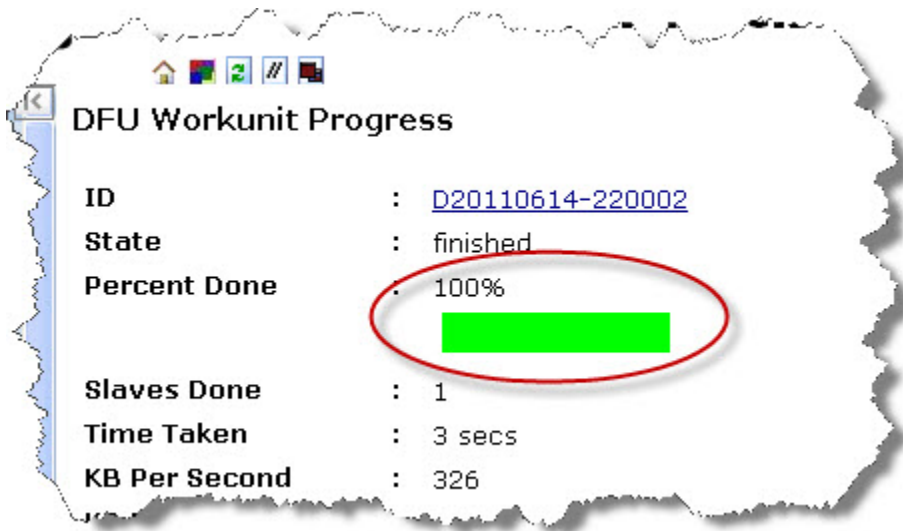 DFU Workunit Progress
ID : D20110614-220002
State : finished
Percent Done : 100%
Slaves Done : 1
Time Taken : 3 secs
KB Per Second : 326